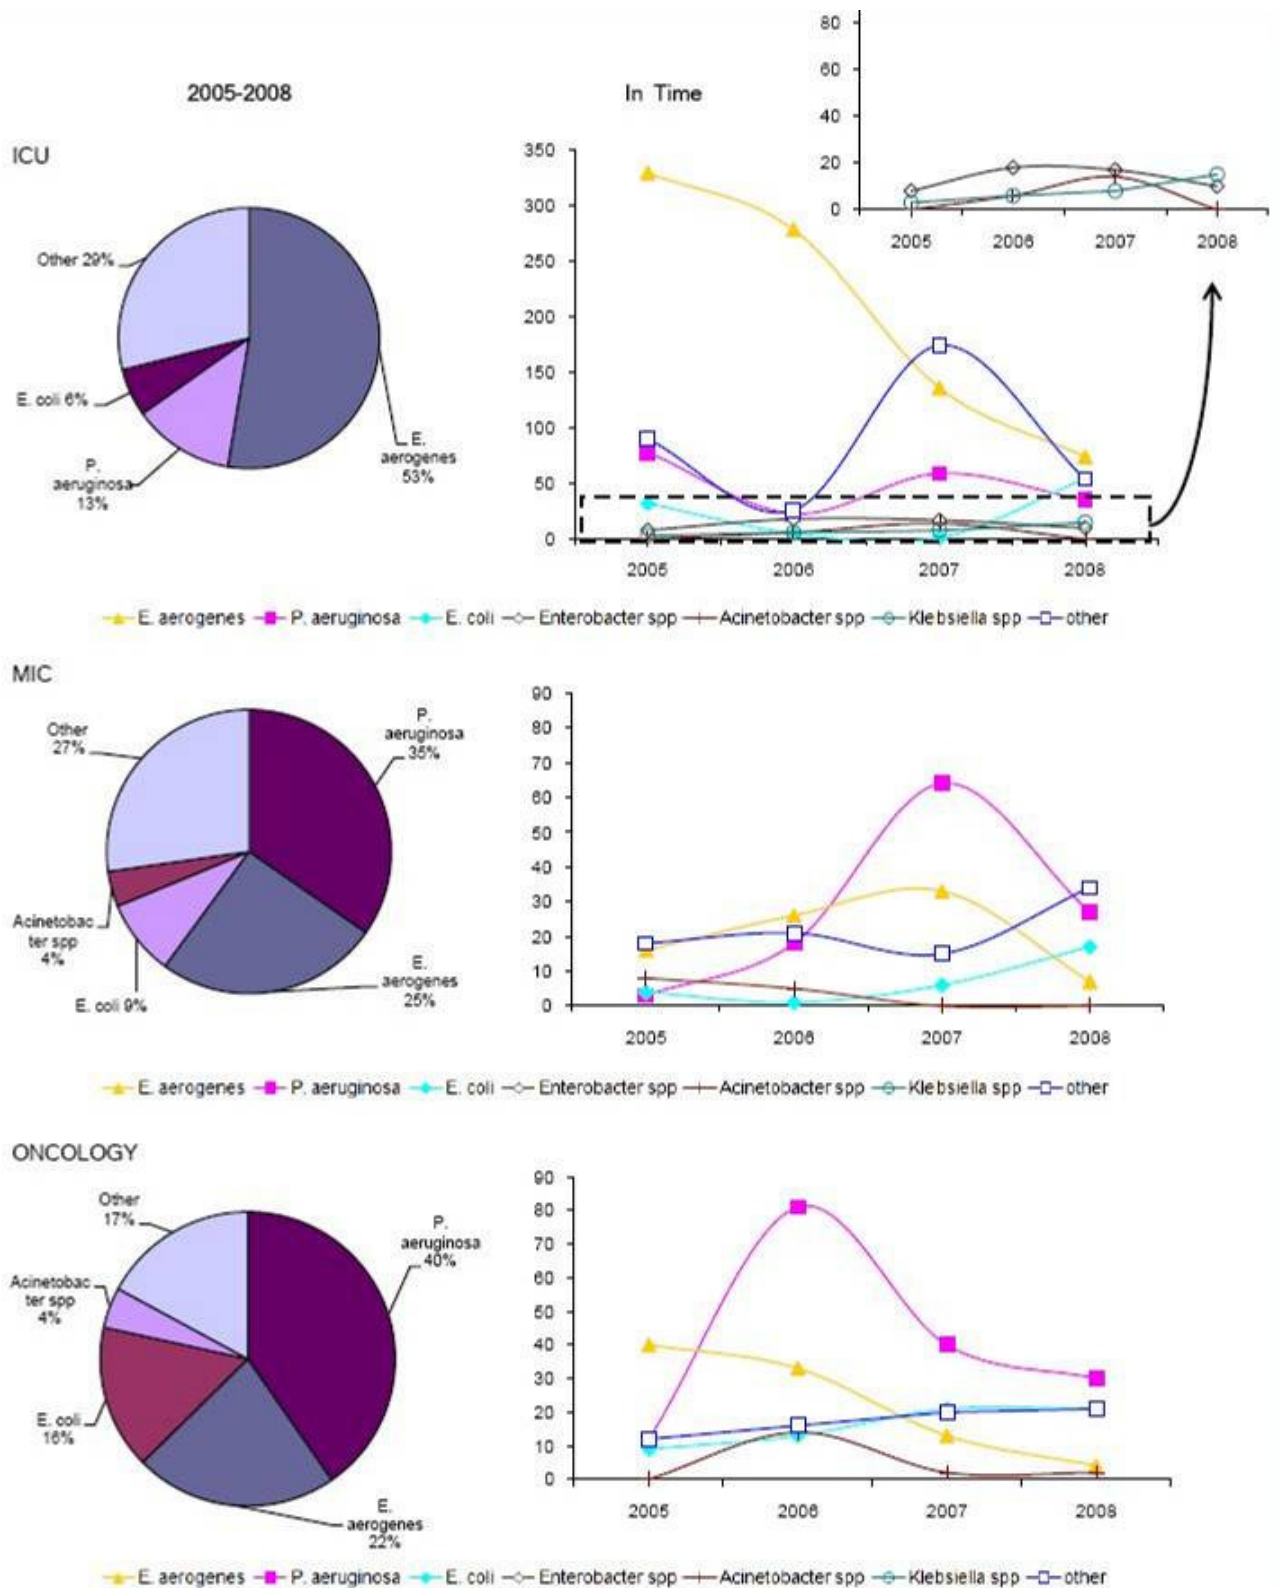 2005-2008
In Time
80
60
40
20
0
2005 2006 2007 2008
ICU
Other 29%
E. coli 6%
P.
aeruginosa
13%
E.
aerogenes
53%
350
300
250
200
150
100
50
0
2005 2006 2007 2008
E. aerogenes P. aeruginosa E. coli Enterobacter spp Acinetobacter spp Klebsiella spp other
MIC
Other
27%
P.
aeruginosa
35%
Acinetobac
ter spp
4%
E. coli 9%
E.
aerogenes
25%
90
80
70
60
50
40
30
20
10
0
2005 2006 2007 2008
E. aerogenes P. aeruginosa E. coli Enterobacter spp Acinetobacter spp Klebsiella spp other
ONCOLOGY
Other
17%
P.
aeruginosa
40%
Acinetobac
ter spp
4%
E. coli
16%
E.
aerogenes
22%
90
80
70
60
50
40
30
20
10
0
2005 2006 2007 2008
E. aerogenes P. aeruginosa E. coli Enterobacter spp Acinetobacter spp Klebsiella spp other